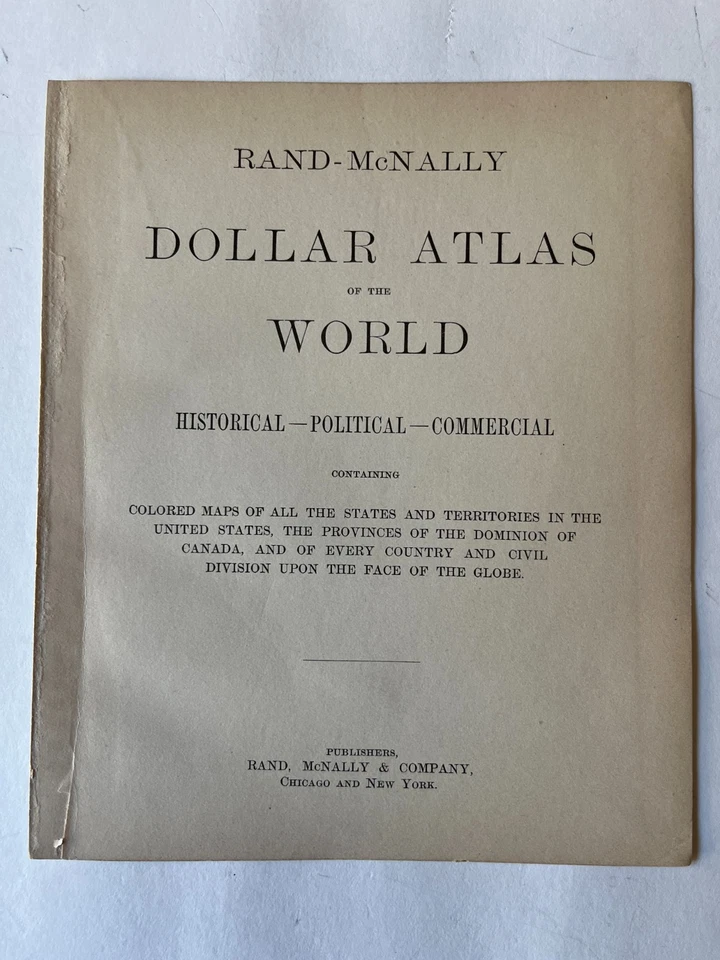 RAND-McNALLY
DOLLAR ATLAS
OF THE
WORLD
HISTORICAL—POLITICAL—COMMERCIAL
CONTAINING
COLORED MAPS OF ALL THE STATES AND TERRITORIES IN THE
UNITED STATES, THE PROVINCES OF THE DOMINION OF
CANADA, AND OF EVERY COUNTRY AND CIVIL
DIVISION UPON THE FACE OF THE GLOBE.
PUBLISHERS,
RAND, McNALLY & COMPANY,
CHICAGO AND NEW YORK.